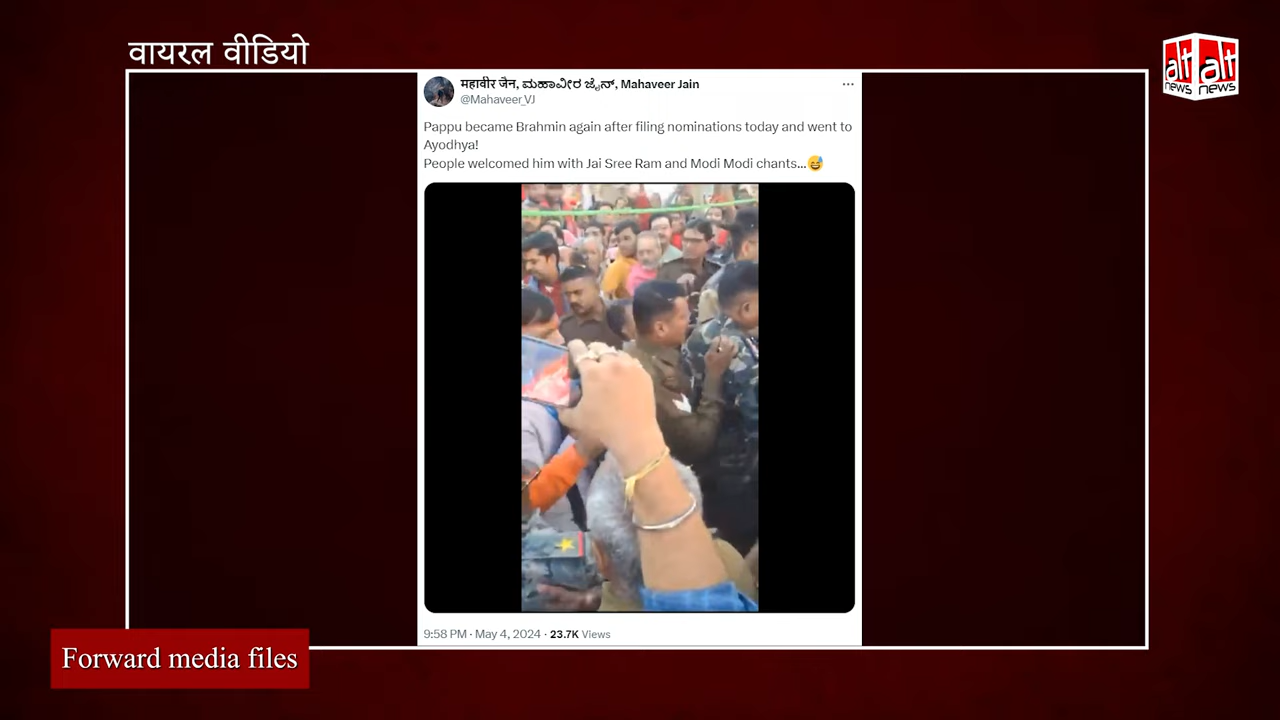 वायरल वीडियो
alt alt
news news
महावीर जैन, ಮಹಾವೀರ ಜೈನ್, Mahaveer Jain
@Mahaveer_VJ
Pappu became Brahmin again after filing nominations today and went to
Ayodhya!
People welcomed him with Jai Sree Ram and Modi Modi chants...😅
9:58 PM · May 4, 2024 · 23.7K Views
Forward media files